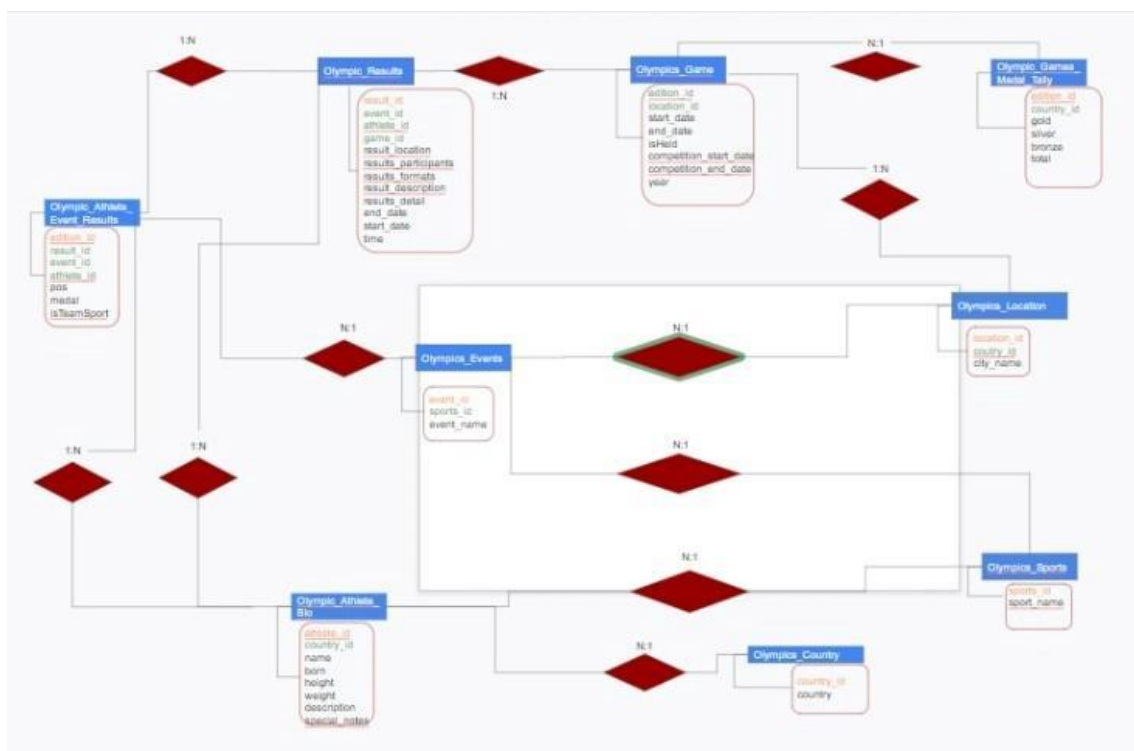 1:N
Olympic_Results
1:N
Olympics_Game
N:1
Olympic_Games_
Medal_Tally
result_id
event_id
athlete_id
game_id
result_location
results_participants
results_formats
result_description
results_detail
end_date
start_date
time
edition_id
location_id
start_date
end_date
isHeld
competition_start_date
competition_end_date
year
edition_id
country_id
gold
silver
bronze
total
1:N
Olympic_Athlete_
Event_Results
edition_id
result_id
event_id
athlete_id
pos
medal
isTeamSport
N:1
Olympics_Events
event_id
sports_id
event_name
N:1
Olympics_Location
location_id
coutry_id
city_name
1:N
1:N
N:1
N:1
Olympics_Sports
sports_id
sport_name
Olympic_Athlete_
Bio
athlete_id
country_id
name
born
height
weight
description
special_notes
N:1
Olympics_Country
country_id
country